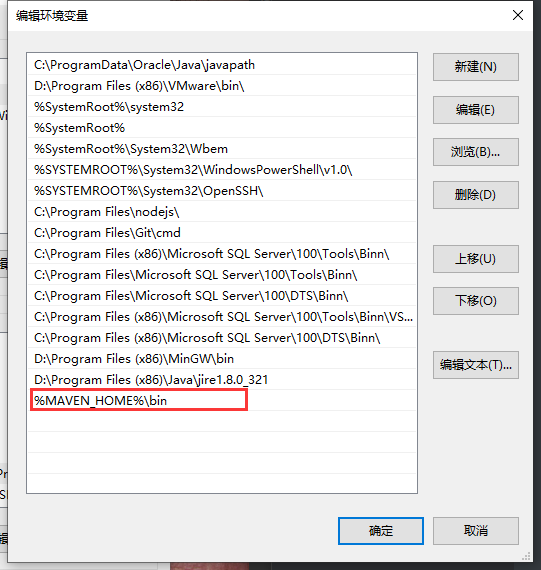 编辑环境变量
C:\ProgramData\Oracle\Java\javapath
D:\Program Files (x86)\VMware\bin\
%SystemRoot%\system32
%SystemRoot%
%SystemRoot%\System32\Wbem
%SYSTEMROOT%\System32\WindowsPowerShell\v1.0\
%SYSTEMROOT%\System32\OpenSSH\
C:\Program Files\nodejs\
C:\Program Files\Git\cmd
C:\Program Files (x86)\Microsoft SQL Server\100\Tools\Binn\
C:\Program Files\Microsoft SQL Server\100\Tools\Binn\
C:\Program Files\Microsoft SQL Server\100\DTS\Binn\
C:\Program Files (x86)\Microsoft SQL Server\100\Tools\Binn\VS...
C:\Program Files (x86)\Microsoft SQL Server\100\DTS\Binn\
D:\Program Files (x86)\MinGW\bin
D:\Program Files (x86)\Java\jire1.8.0_321
%MAVEN_HOME%\bin
新建(N)
编辑(E)
浏览(B)...
删除(D)
上移(U)
下移(O)
编辑文本(T)...
确定
取消